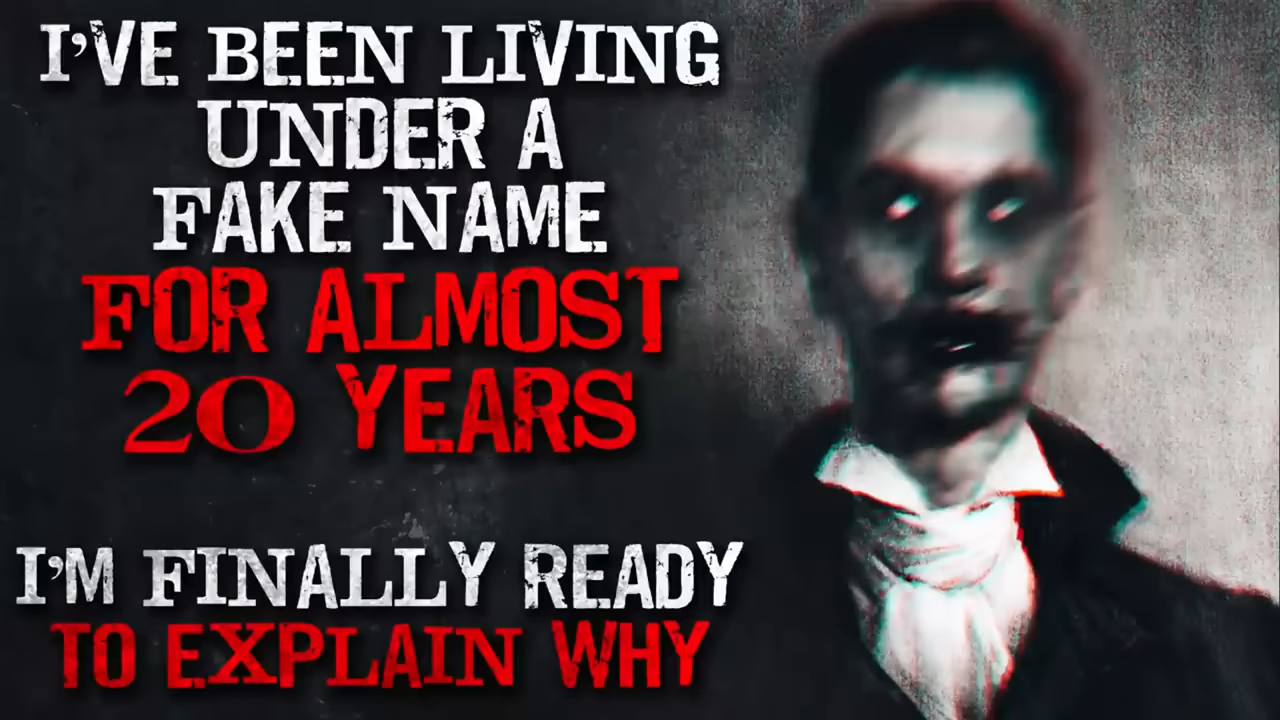 I'VE BEEN LIVING
UNDER A
FAKE NAME
FOR ALMOST
20 YEARS
I'M FINALLY READY
TO EXPLAIN WHY